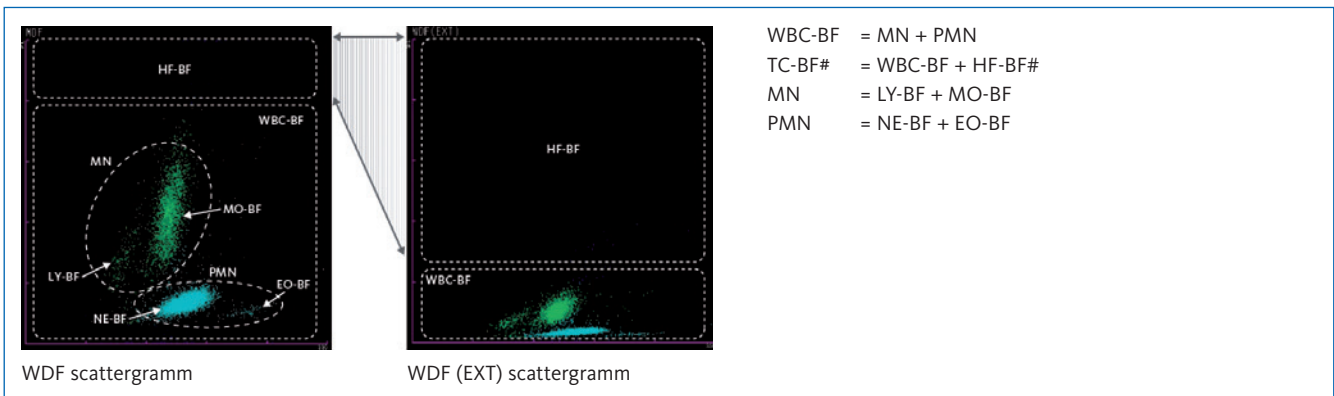 WDF
HF-BF
WBC-BF
MN
MO-BF
LY-BF
PMN
EO-BF
NE-BF
WDF scattergramm
WDF(EXT)
HF-BF
WBC-BF
WDF (EXT) scattergramm
WBC-BF = MN + PMN
TC-BF# = WBC-BF + HF-BF#
MN = LY-BF + MO-BF
PMN = NE-BF + EO-BF